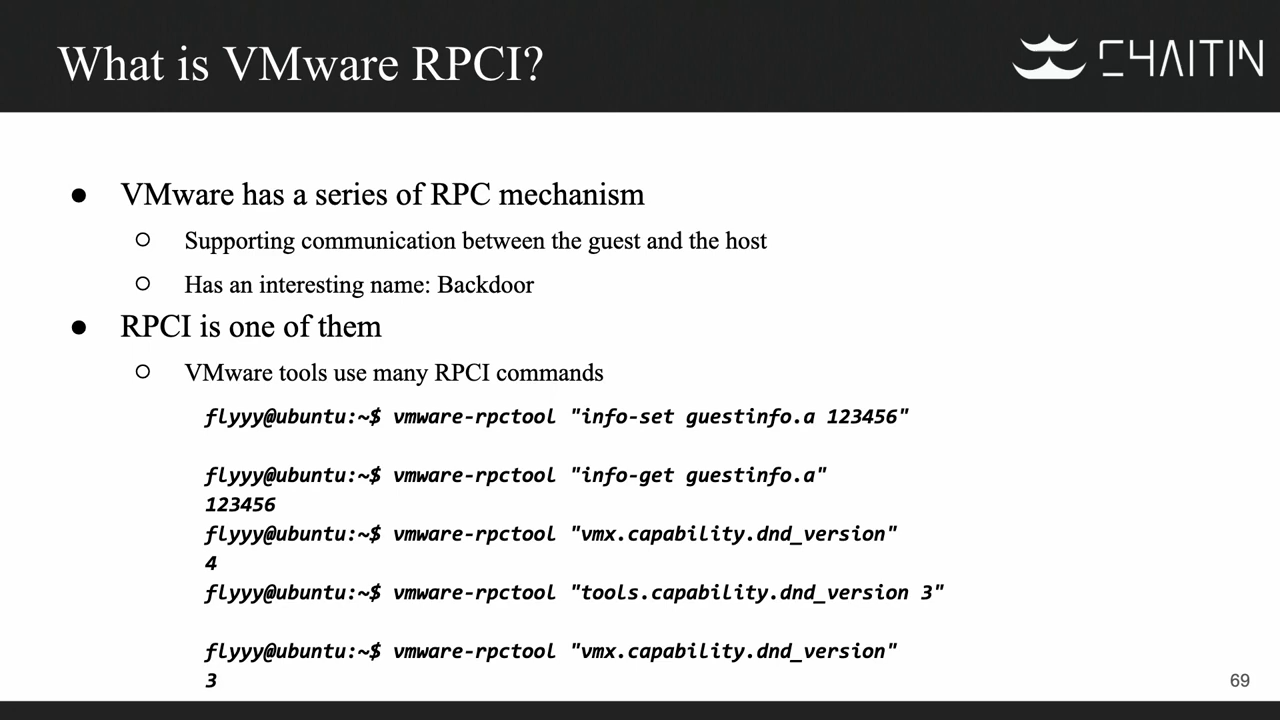 What is VMware RPCI?
CHAITIN
● VMware has a series of RPC mechanism
○ Supporting communication between the guest and the host
○ Has an interesting name: Backdoor
● RPCI is one of them
○ VMware tools use many RPCI commands
flyyy@ubuntu:~$ vmware-rpctool "info-set guestinfo.a 123456"
flyyy@ubuntu:~$ vmware-rpctool "info-get guestinfo.a"
123456
flyyy@ubuntu:~$ vmware-rpctool "vmx.capability.dnd_version"
4
flyyy@ubuntu:~$ vmware-rpctool "tools.capability.dnd_version 3"
flyyy@ubuntu:~$ vmware-rpctool "vmx.capability.dnd_version"
3
69